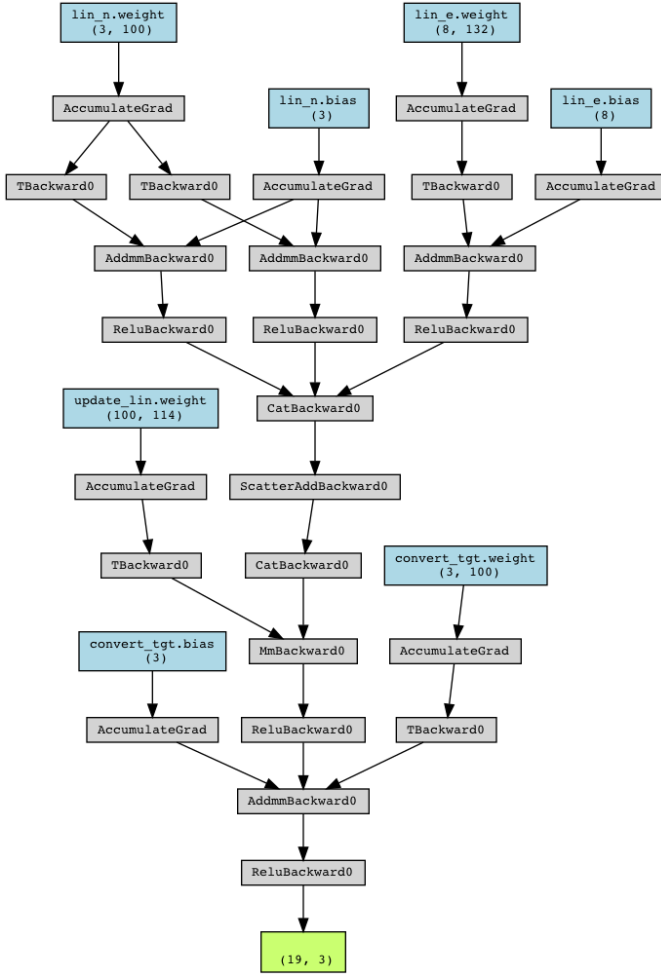 lin_n.weight
(3, 100)
lin_e.weight
(8, 132)
AccumulateGrad
lin_n.bias
(3)
AccumulateGrad
lin_e.bias
(8)
TBackward0
TBackward0
AccumulateGrad
TBackward0
AccumulateGrad
AddmmBackward0
AddmmBackward0
AddmmBackward0
ReluBackward0
ReluBackward0
ReluBackward0
update_lin.weight
(100, 114)
CatBackward0
AccumulateGrad
ScatterAddBackward0
TBackward0
CatBackward0
convert_tgt.weight
(3, 100)
convert_tgt.bias
(3)
MmBackward0
AccumulateGrad
AccumulateGrad
ReluBackward0
TBackward0
AddmmBackward0
ReluBackward0
(19, 3)